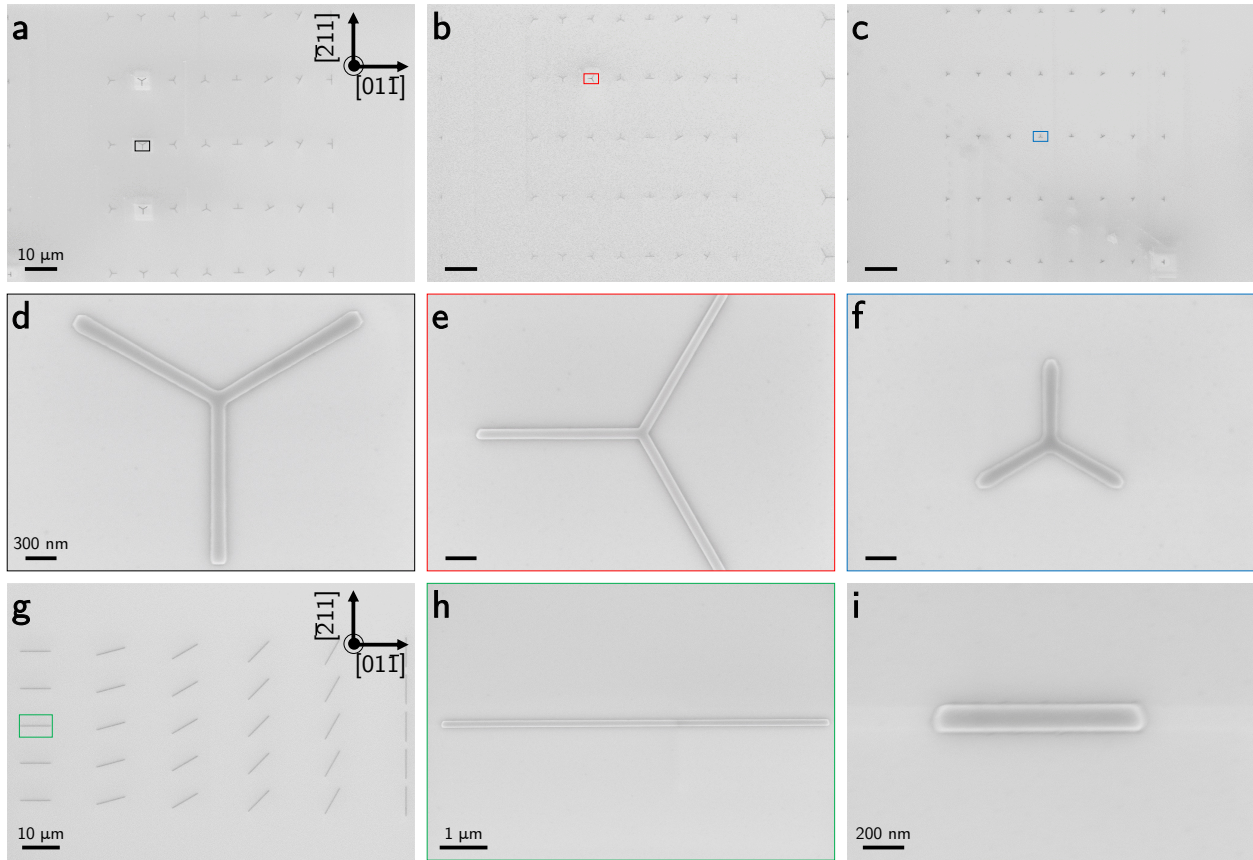 a
[2̄11]
[011̄]
10 μm
b
c
d
300 nm
e
f
g
[2̄11]
[011̄]
10 μm
h
1 μm
i
200 nm